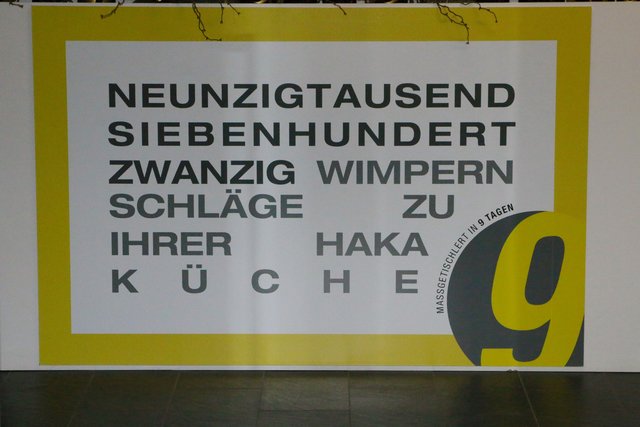 NEUNZIGTAUSEND
SIEBENHUNDERT
ZWANZIG WIMPERN
SCHLÄGE ZU
IHRER HAKA
KÜCHE
MASSGETISCHLERT IN 9 TAGEN
9